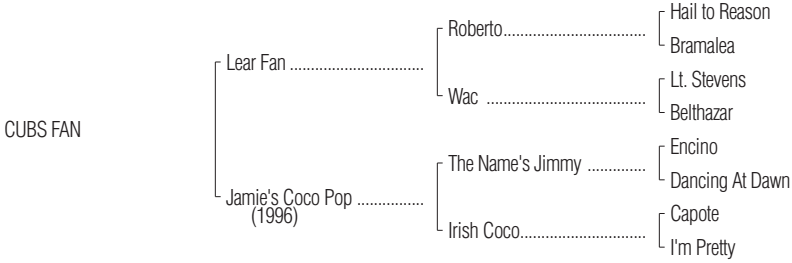 Hail to Reason
Roberto..................................
Bramalea
Lear Fan ................................
Lt. Stevens
Wac ......................................
Belthazar
CUBS FAN
Encino
The Name's Jimmy ..............
Dancing At Dawn
Jamie's Coco Pop ................
(1996)
Capote
Irish Coco..............................
I'm Pretty